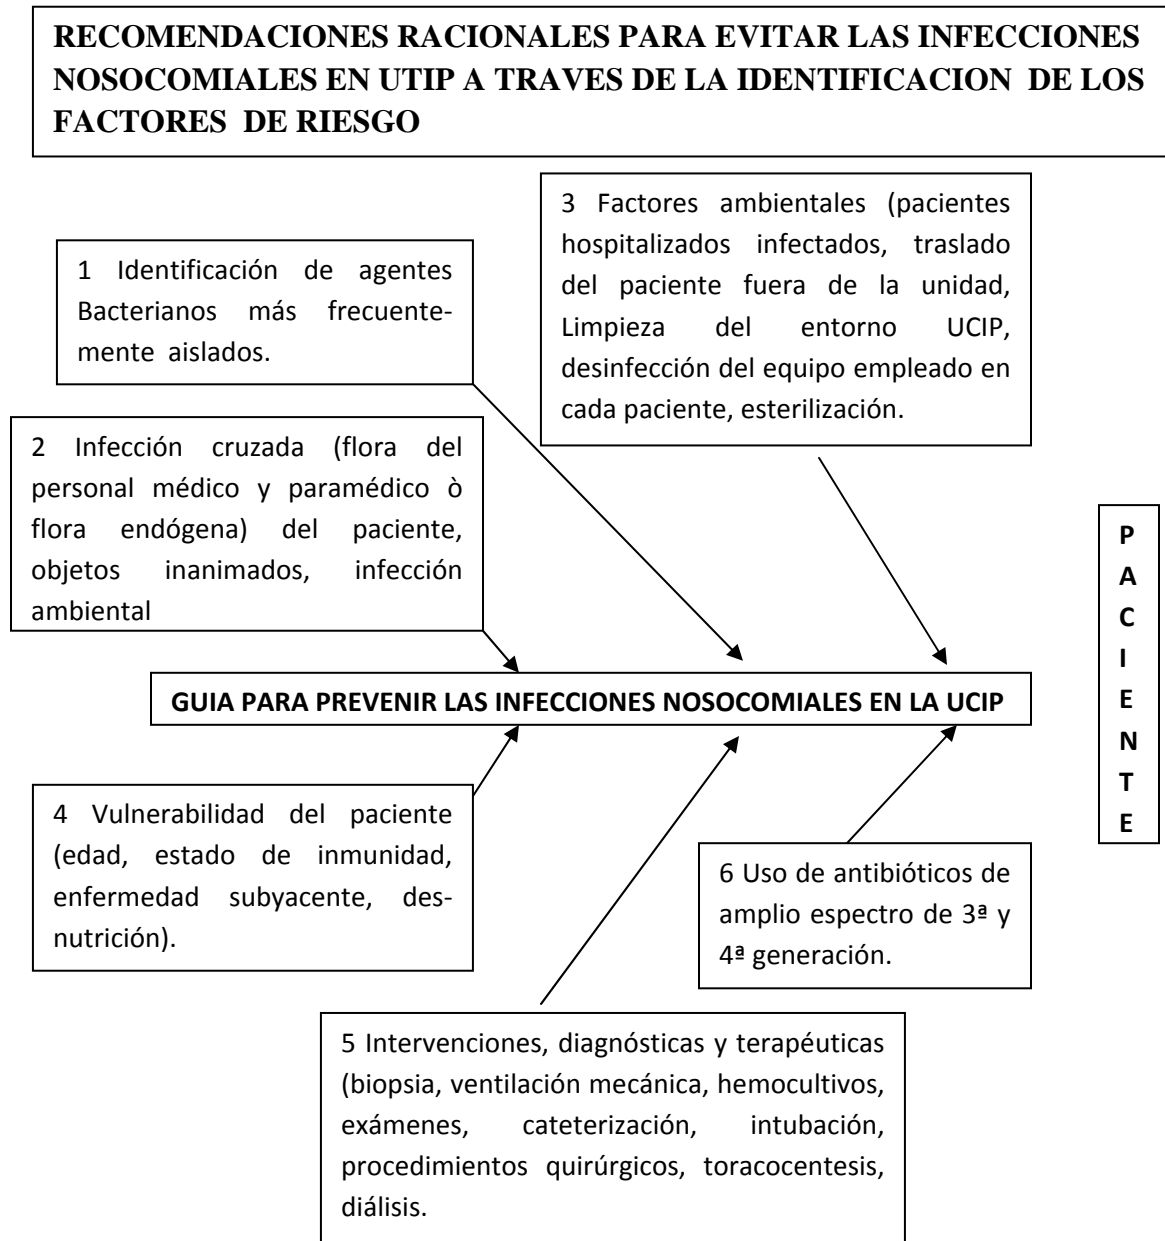 RECOMENDACIONES RACIONALES PARA EVITAR LAS INFECCIONES
NOSOCOMIALES EN UTIP A TRAVES DE LA IDENTIFICACION DE LOS
FACTORES DE RIESGO
1 Identificación de agentes
Bacterianos más frecuente-
mente aislados.
2 Infección cruzada (flora del
personal médico y paramédico ò
flora endógena) del paciente,
objetos inanimados, infección
ambiental
3 Factores ambientales (pacientes
hospitalizados infectados, traslado
del paciente fuera de la unidad,
Limpieza del entorno UCIP,
desinfección del equipo empleado en
cada paciente, esterilización.
GUIA PARA PREVENIR LAS INFECCIONES NOSOCOMIALES EN LA UCIP
P
A
C
I
E
N
T
E
4 Vulnerabilidad del paciente
(edad, estado de inmunidad,
enfermedad subyacente, des-
nutrición).
5 Intervenciones, diagnósticas y terapéuticas
(biopsia, ventilación mecánica, hemocultivos,
exámenes, cateterización, intubación,
procedimientos quirúrgicos, toracocentesis,
diálisis.
6 Uso de antibióticos de
amplio espectro de 3ª y
4ª generación.